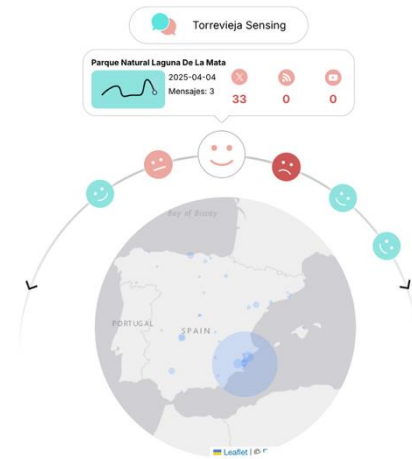 Torrevieja Sensing
Parque Natural Laguna De La Mata
2025-04-04
Mensajes: 3
33 0 0
Bay of Biscay
PORTUGAL
SPAIN
Leaflet | ©